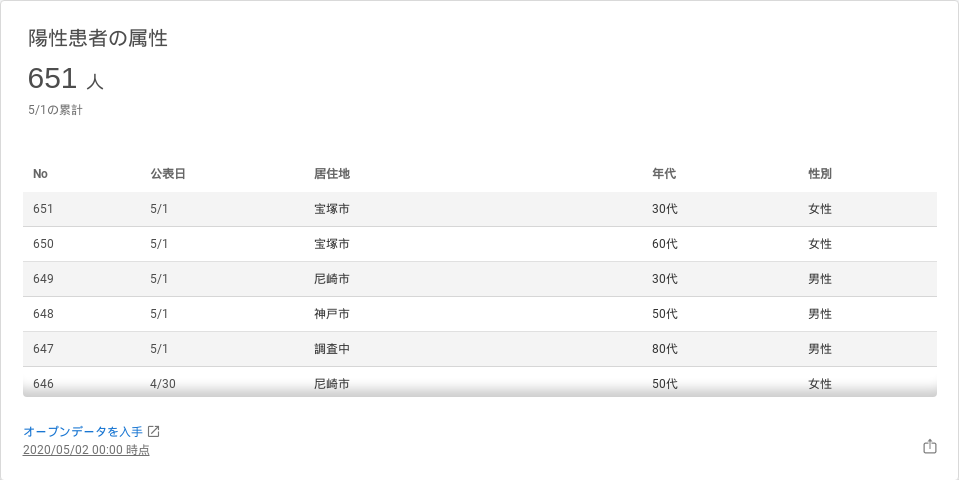 陽性患者の属性
651 人
5/1の累計
No 公表日 居住地 年代 性別
651 5/1 宝塚市 30代 女性
650 5/1 宝塚市 60代 女性
649 5/1 尼崎市 30代 男性
648 5/1 神戸市 50代 男性
647 5/1 調査中 80代 男性
646 4/30 尼崎市 50代 女性
オープンデータを入手
2020/05/02 00:00 時点